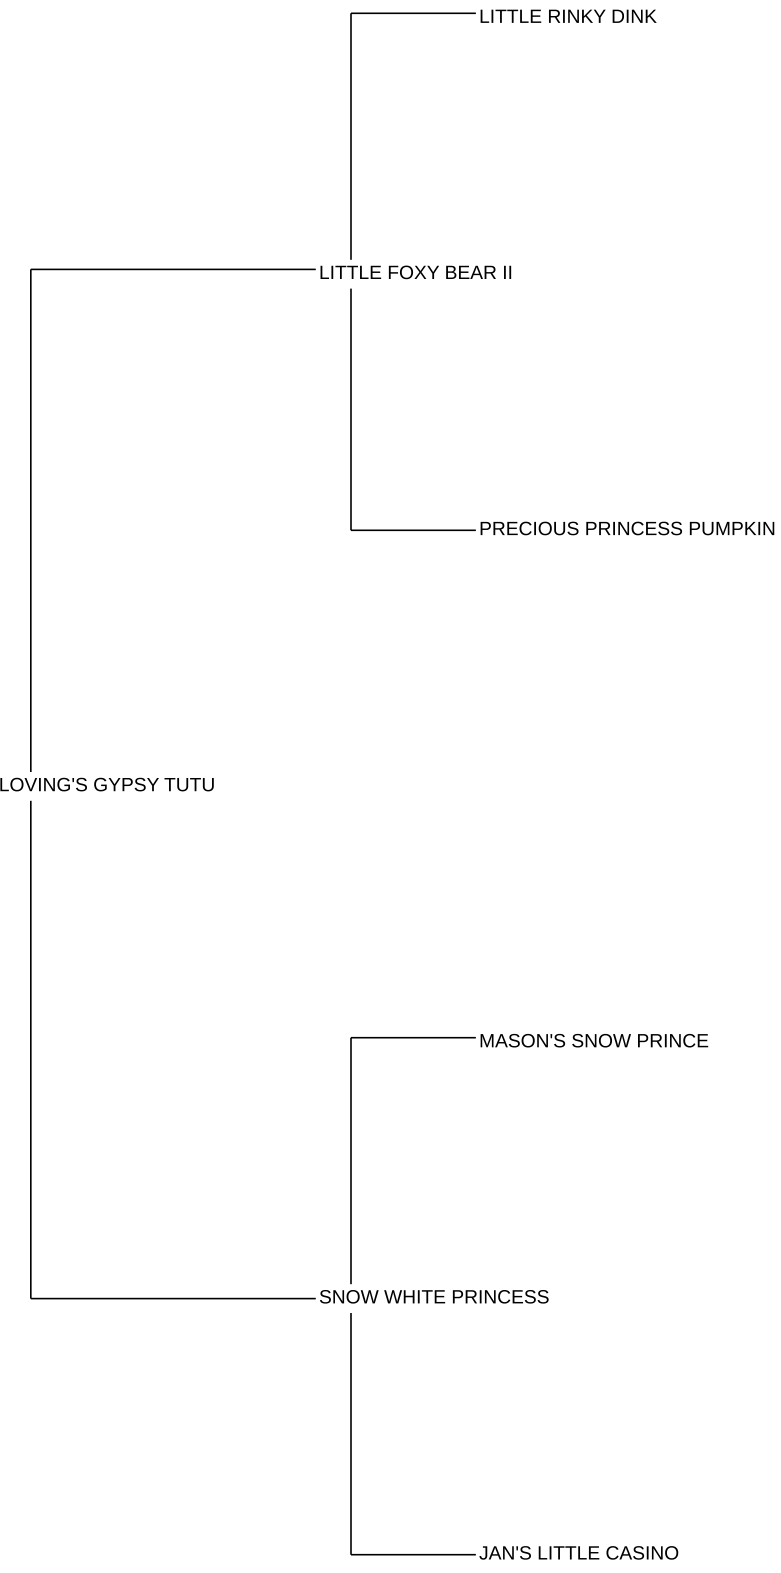 LITTLE RINKY DINK
LITTLE FOXY BEAR II
PRECIOUS PRINCESS PUMPKIN
LOVING'S GYPSY TUTU
MASON'S SNOW PRINCE
SNOW WHITE PRINCESS
JAN'S LITTLE CASINO